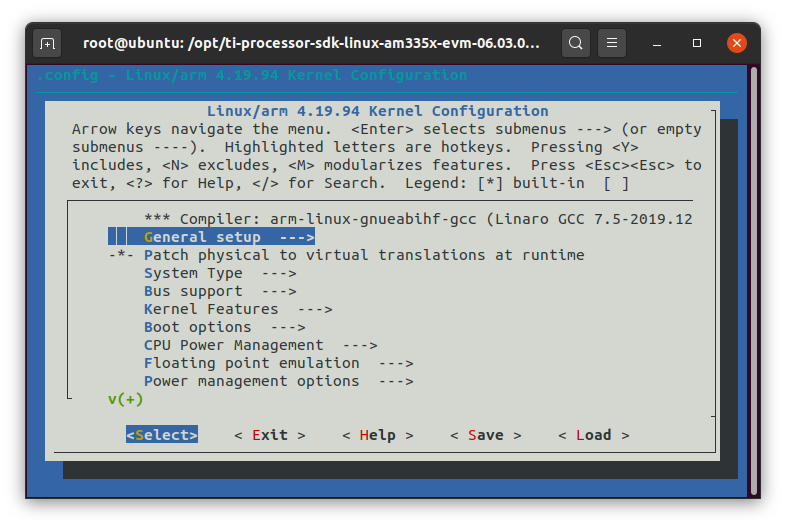 root@ubuntu: /opt/ti-processor-sdk-linux-am335x-evm-06.03.0...
.config - Linux/arm 4.19.94 Kernel Configuration
Linux/arm 4.19.94 Kernel Configuration
Arrow keys navigate the menu.  <Enter> selects submenus ---> (or empty
submenus ----).  Highlighted letters are hotkeys.  Pressing <Y>
includes, <N> excludes, <M> modularizes features.  Press <Esc><Esc> to
exit, <?> for Help, </> for Search.  Legend: [*] built-in  [ ]
*** Compiler: arm-linux-gnueabihf-gcc (Linaro GCC 7.5-2019.12
General setup  --->
-*- Patch physical to virtual translations at runtime
System Type  --->
Bus support  --->
Kernel Features  --->
Boot options  --->
CPU Power Management  --->
Floating point emulation  --->
Power management options  --->
v(+)
<Select>    < Exit >    < Help >    < Save >    < Load >